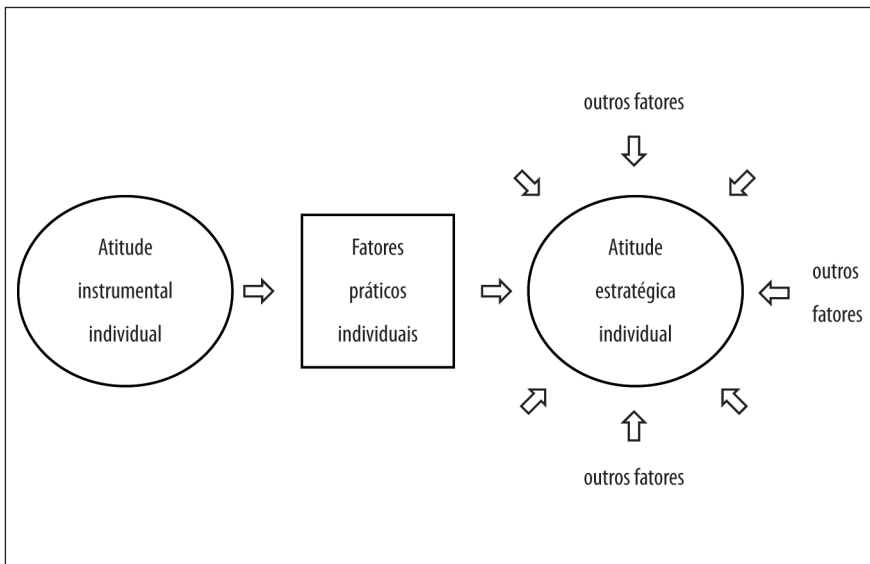 outros fatores
Atitude
instrumental
individual
Fatores
práticos
individuais
Atitude
estratégica
individual
outros
fatores
outros fatores